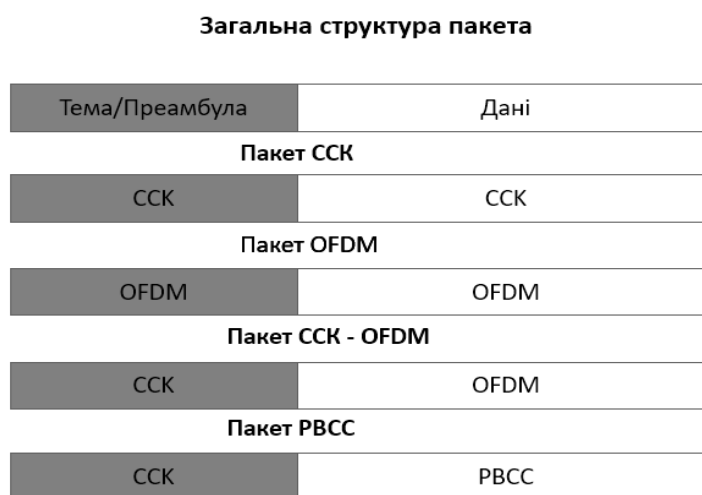 Загальна структура пакета
Тема/Преамбула Дані
Пакет ССК
ССК ССК
Пакет OFDM
OFDM OFDM
Пакет ССК - OFDM
ССК OFDM
Пакет PBCC
ССК PBCC